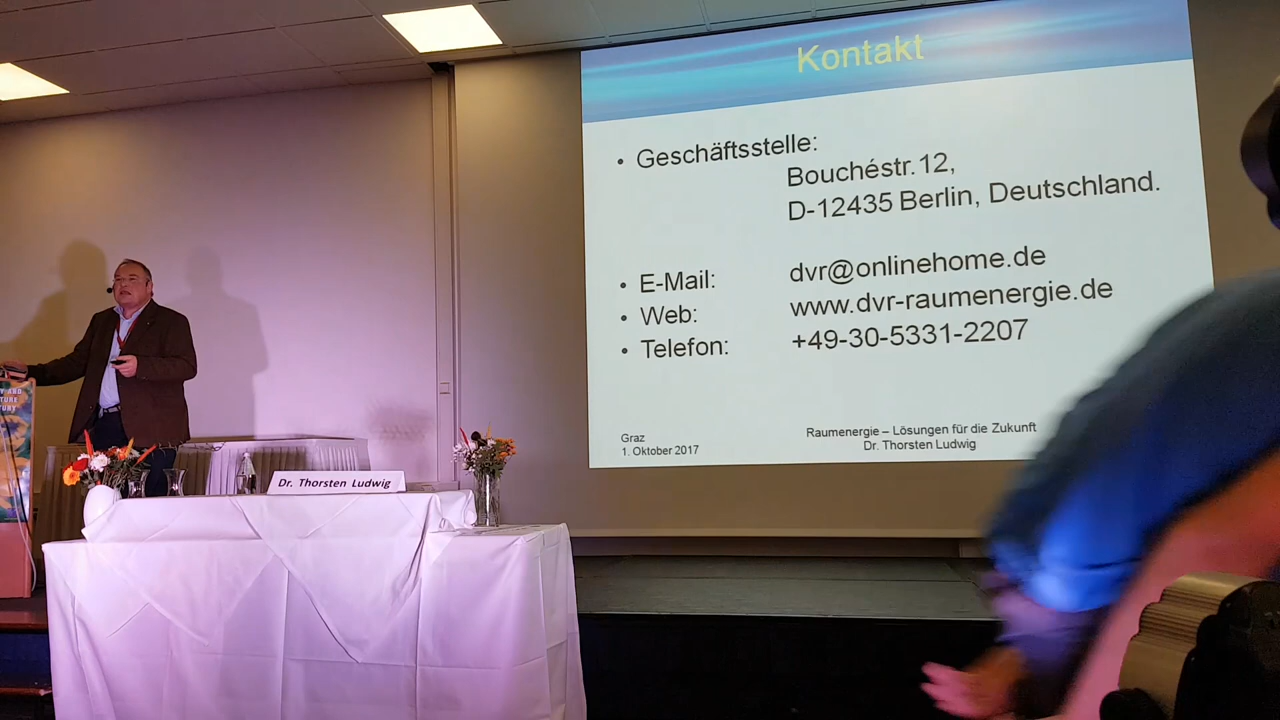 Kontakt
• Geschäftsstelle:
Bouchéstr. 12,
D-12435 Berlin, Deutschland.
• E-Mail: dvr@onlinehome.de
• Web: www.dvr-raumenergie.de
• Telefon: +49-30-5331-2207
Graz
1. Oktober 2017
Raumenergie – Lösungen für die Zukunft
Dr. Thorsten Ludwig
Dr. Thorsten Ludwig